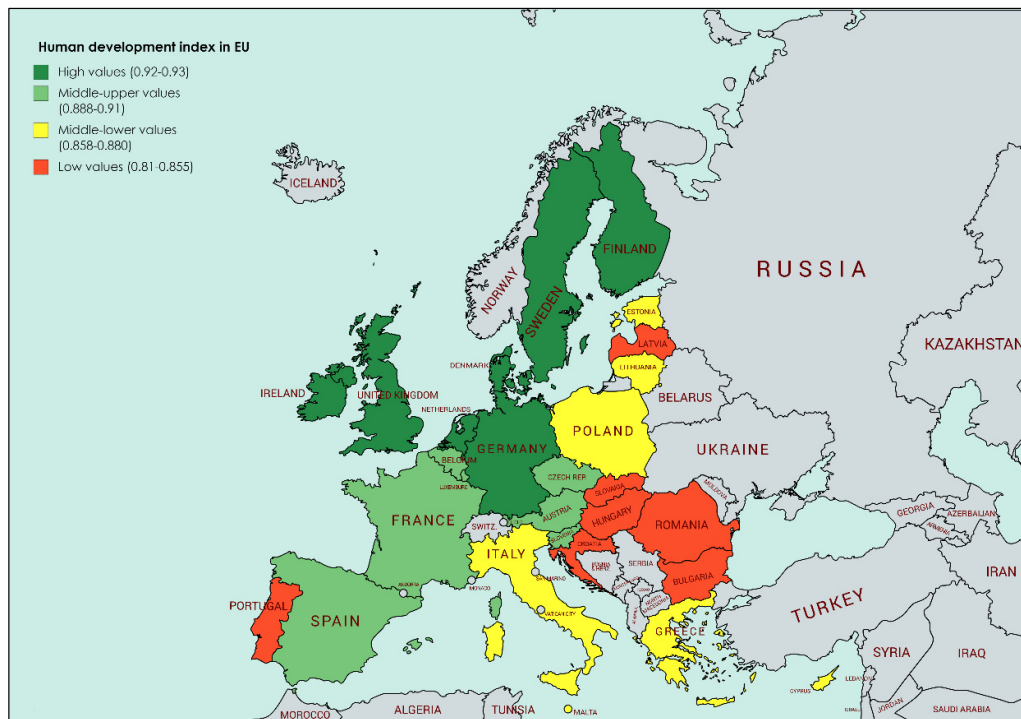 Human development index in EU
High values (0.92-0.93)
Middle-upper values
(0.888-0.91)
Middle-lower values
(0.858-0.880)
Low values (0.81-0.855)
ICELAND
NORWAY
SWEDEN
FINLAND
RUSSIA
ESTONIA
LATVIA
LITHUANIA
DENMARK
IRELAND
UNITED KINGDOM
NETHERLANDS
BELARUS
KAZAKHSTAN
POLAND
GERMANY
BELGIUM
LUXEMBURG
CZECH REP.
UKRAINE
SLOVAKIA
MOLDOVA
FRANCE
SWITZ.
AUSTRIA
HUNGARY
ROMANIA
SLOVENIA
CROATIA
ITALY
SAN MARINO
MONACO
SERBIA
BULGARIA
GEORGIA
AZERBALIAN
ARMENIE
ANDORRA
PORTUGAL
SPAIN
VATICAN CITY
GREECE
TURKEY
IRAN
SYRIA
IRAQ
CYPRUS
LEBANON
JORDAN
SAUDI ARABIA
MOROCCO
ALGERIA
TUNISIA
MALTA